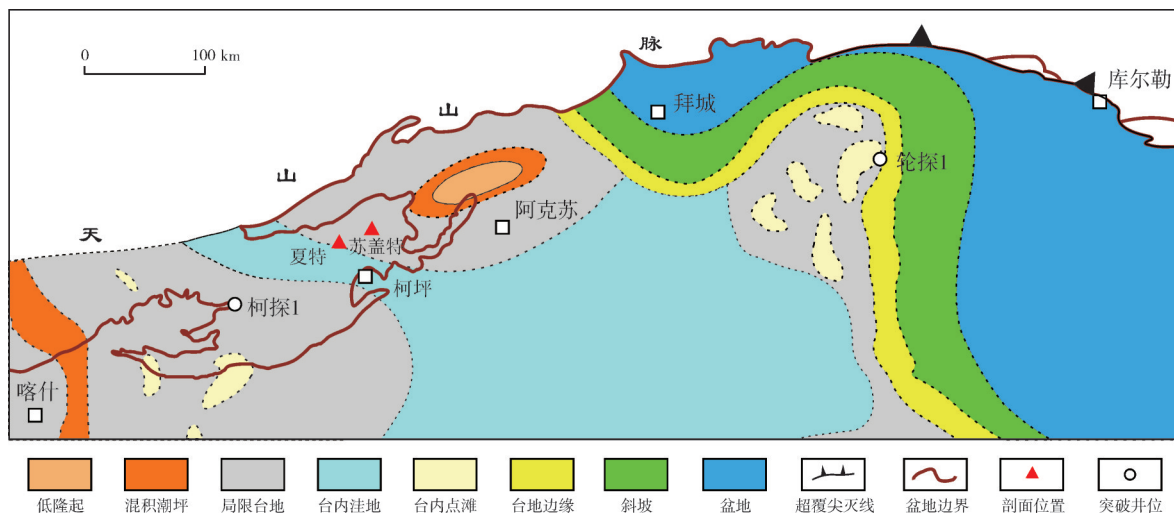 0 100 km
脉
库尔勒
拜城
山
轮探1
山
阿克苏
天
苏盖特
夏特
柯坪
柯探1
喀什
低隆起 混积潮坪 局限台地 台内洼地 台内点滩 台地边缘 斜坡 盆地 超覆尖灭线 盆地边界 剖面位置 突破井位